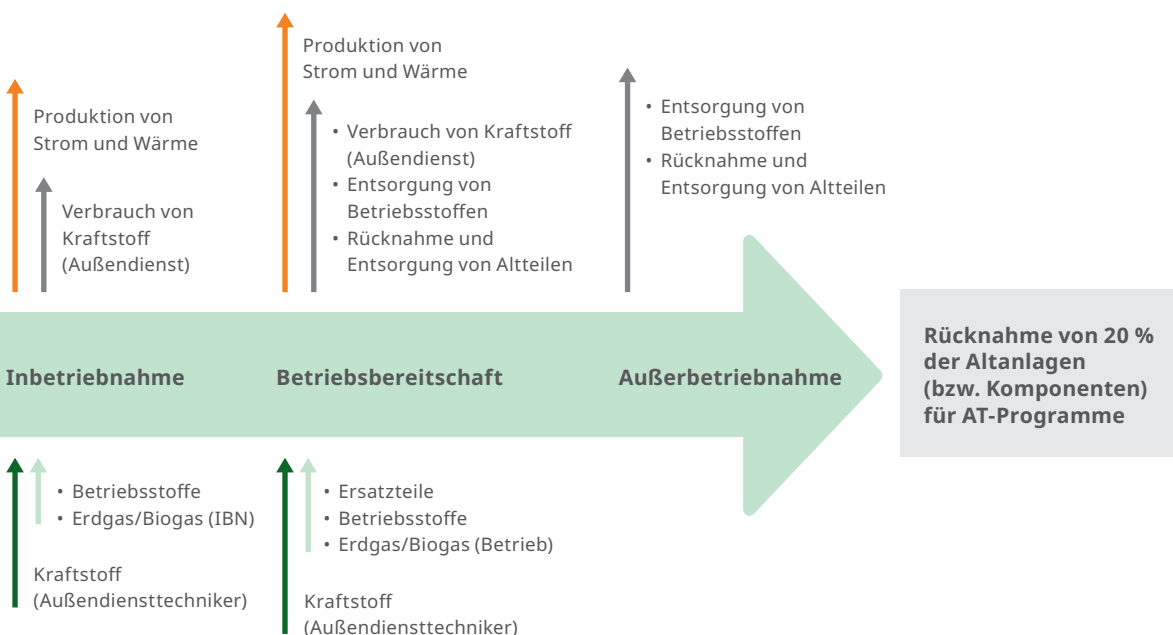 Produktion von
Strom und Wärme
Verbrauch von
Kraftstoff
(Außendienst)
Produktion von
Strom und Wärme
• Verbrauch von Kraftstoff
(Außendienst)
• Entsorgung von
Betriebsstoffen
• Rücknahme und
Entsorgung von Altteilen
• Entsorgung von
Betriebsstoffen
• Rücknahme und
Entsorgung von Altteilen
Inbetriebnahme
Betriebsbereitschaft
Außerbetriebnahme
Rücknahme von 20 %
der Altanlagen
(bzw. Komponenten)
für AT-Programme
• Betriebsstoffe
• Erdgas/Biogas (IBN)
Kraftstoff
(Außendiensttechniker)
• Ersatzteile
• Betriebsstoffe
• Erdgas/Biogas (Betrieb)
Kraftstoff
(Außendiensttechniker)